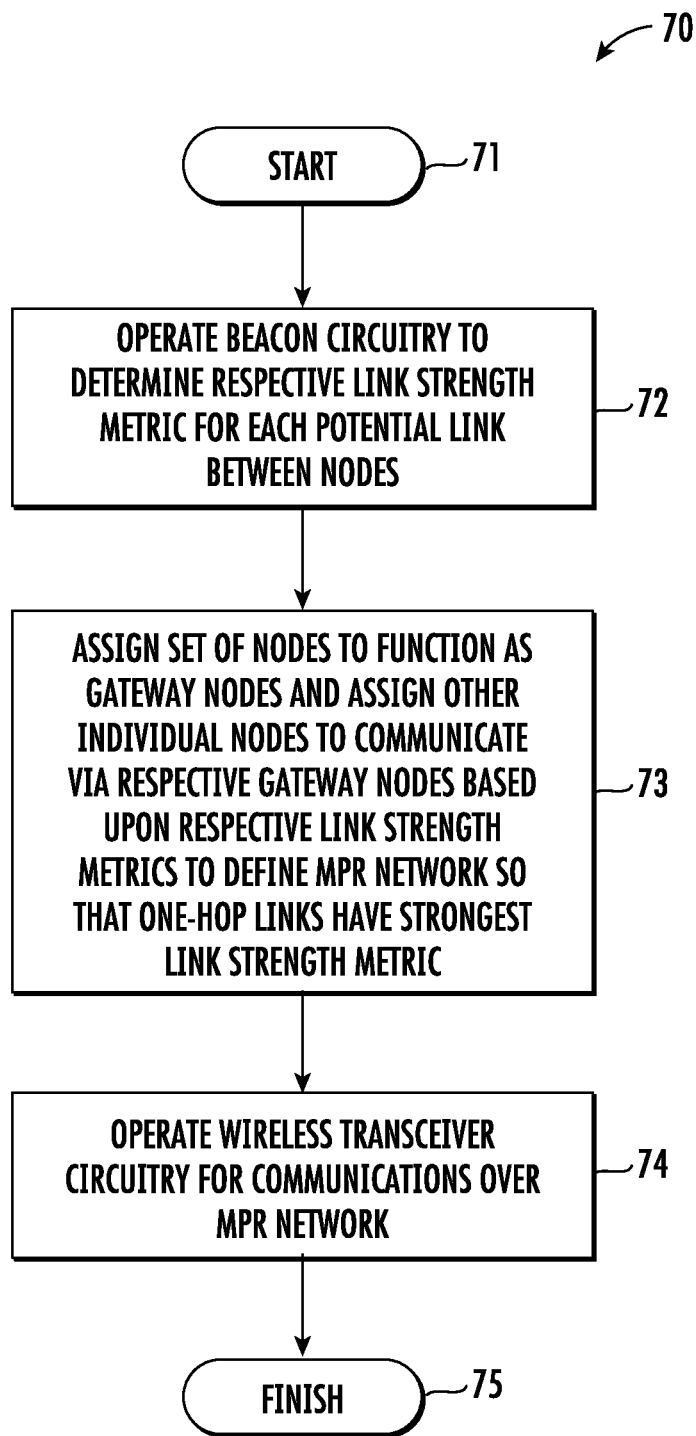 70
START
71
OPERATE BEACON CIRCUITRY TO
DETERMINE RESPECTIVE LINK STRENGTH
METRIC FOR EACH POTENTIAL LINK
BETWEEN NODES
72
ASSIGN SET OF NODES TO FUNCTION AS
GATEWAY NODES AND ASSIGN OTHER
INDIVIDUAL NODES TO COMMUNICATE
VIA RESPECTIVE GATEWAY NODES BASED
UPON RESPECTIVE LINK STRENGTH
METRICS TO DEFINE MPR NETWORK SO
THAT ONE-HOP LINKS HAVE STRONGEST
LINK STRENGTH METRIC
73
OPERATE WIRELESS TRANSCEIVER
CIRCUITRY FOR COMMUNICATIONS OVER
MPR NETWORK
74
FINISH
75